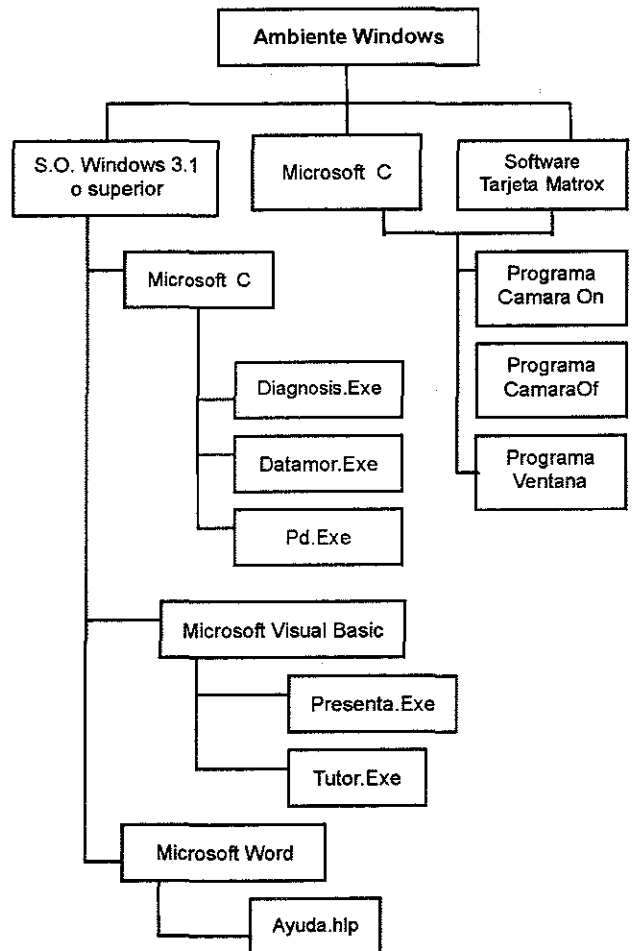 Ambiente Windows
S.O. Windows 3.1
o superior
Microsoft C
Software
Tarjeta Matrox
Microsoft C
Programa
Camara On
Diagnosis.Exe
Programa
CamaraOf
Datamor.Exe
Programa
Ventana
Pd.Exe
Microsoft Visual Basic
Presenta.Exe
Tutor.Exe
Microsoft Word
Ayuda.hlp